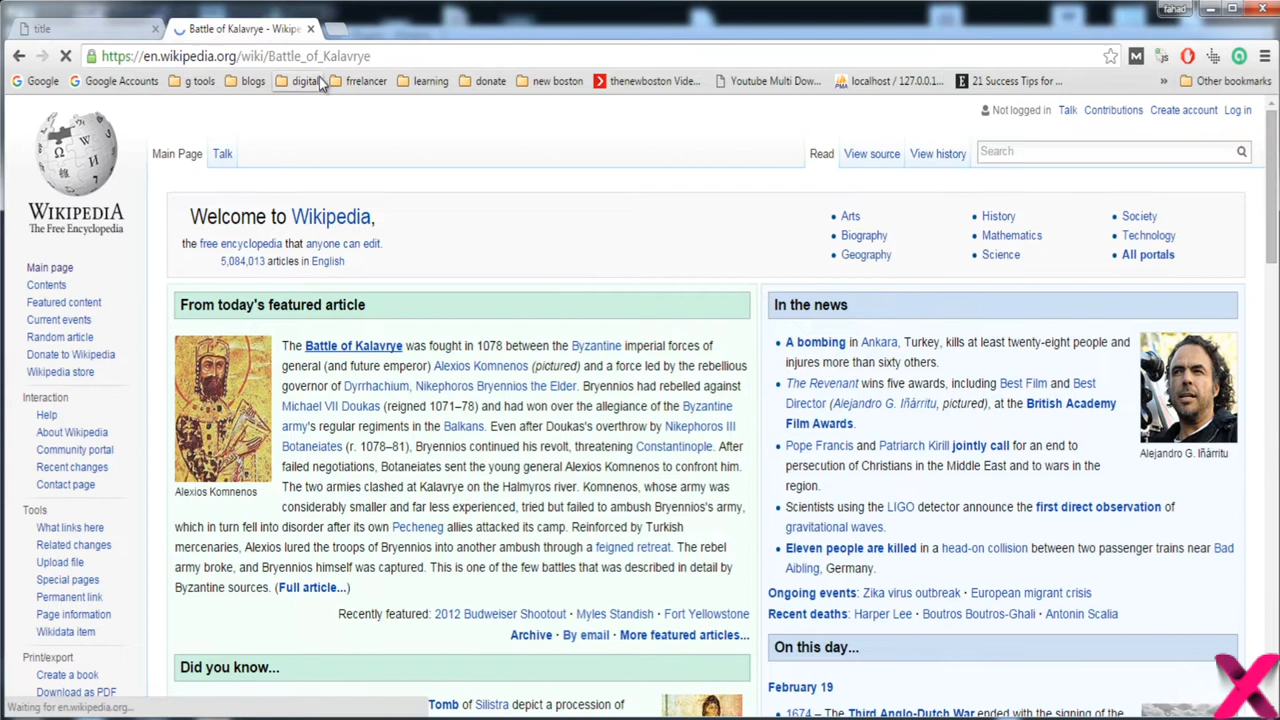 fahad
title
Battle of Kalavrye - Wikipe
https://en.wikipedia.org/wiki/Battle_of_Kalavrye
Google
Google Accounts
g tools
blogs
digital
frrelancer
learning
donate
new boston
thenewboston Vide...
Youtube Multi Dow...
localhost / 127.0.0.1...
21 Success Tips for ...
Other bookmarks
Not logged in Talk Contributions Create account Log in
WIKIPEDIA
The Free Encyclopedia
Main Page Talk
Read View source View history
Search
Main page
Contents
Featured content
Current events
Random article
Donate to Wikipedia
Wikipedia store
Interaction
Help
About Wikipedia
Community portal
Recent changes
Contact page
Tools
What links here
Related changes
Upload file
Special pages
Permanent link
Page information
Wikidata item
Print/export
Create a book
Download as PDF
Welcome to Wikipedia,
the free encyclopedia that anyone can edit.
5,084,013 articles in English
Arts
Biography
Geography
History
Mathematics
Science
Society
Technology
All portals
From today's featured article
The Battle of Kalavrye was fought in 1078 between the Byzantine imperial forces of
general (and future emperor) Alexios Komnenos (pictured) and a force led by the rebellious
governor of Dyrrhachium, Nikephoros Bryennios the Elder. Bryennios had rebelled against
Michael VII Doukas (reigned 1071–78) and had won over the allegiance of the Byzantine
army's regular regiments in the Balkans. Even after Doukas's overthrow by Nikephoros III
Botaneiates (r. 1078–81), Bryennios continued his revolt, threatening Constantinople. After
failed negotiations, Botaneiates sent the young general Alexios Komnenos to confront him.
The two armies clashed at Kalavrye on the Halmyros river. Komnenos, whose army was
considerably smaller and far less experienced, tried but failed to ambush Bryennios's army,
which in turn fell into disorder after its own Pecheneg allies attacked its camp. Reinforced by Turkish
mercenaries, Alexios lured the troops of Bryennios into another ambush through a feigned retreat. The rebel
army broke, and Bryennios himself was captured. This is one of the few battles that was described in detail by
Byzantine sources. (Full article...)
Alexios Komnenos
Recently featured: 2012 Budweiser Shootout · Myles Standish · Fort Yellowstone
Archive · By email · More featured articles...
Did you know...
Tomb of Silistra depict a procession of
In the news
A bombing in Ankara, Turkey, kills at least twenty-eight people and
injures more than sixty others.
The Revenant wins five awards, including Best Film and Best
Director (Alejandro G. Iñárritu, pictured), at the British Academy
Film Awards.
Pope Francis and Patriarch Kirill jointly call for an end to
persecution of Christians in the Middle East and to wars in the
region.
Scientists using the LIGO detector announce the first direct observation of
gravitational waves.
Eleven people are killed in a head-on collision between two passenger trains near Bad
Aibling, Germany.
Alejandro G. Iñárritu
Ongoing events: Zika virus outbreak · European migrant crisis
Recent deaths: Harper Lee · Boutros Boutros-Ghali · Antonin Scalia
On this day...
February 19
1674 – The Third Anglo-Dutch War ended with the signing of the
Waiting for en.wikipedia.org...